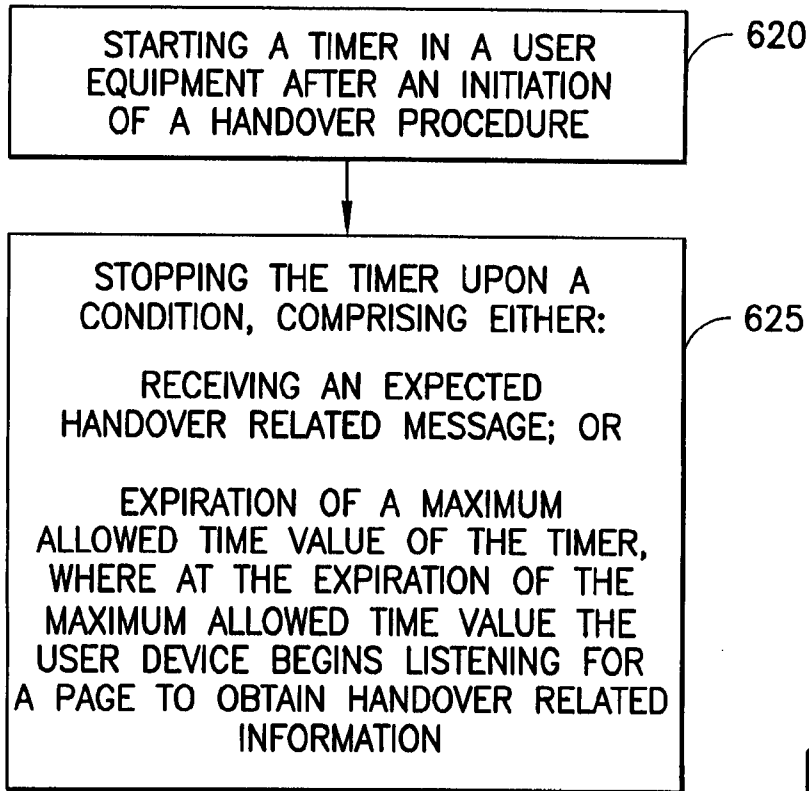 STARTING A TIMER IN A USER
EQUIPMENT AFTER AN INITIATION
OF A HANDOVER PROCEDURE
620
STOPPING THE TIMER UPON A
CONDITION, COMPRISING EITHER:
RECEIVING AN EXPECTED
HANDOVER RELATED MESSAGE; OR
EXPIRATION OF A MAXIMUM
ALLOWED TIME VALUE OF THE TIMER,
WHERE AT THE EXPIRATION OF THE
MAXIMUM ALLOWED TIME VALUE THE
USER DEVICE BEGINS LISTENING FOR
A PAGE TO OBTAIN HANDOVER RELATED
INFORMATION
625